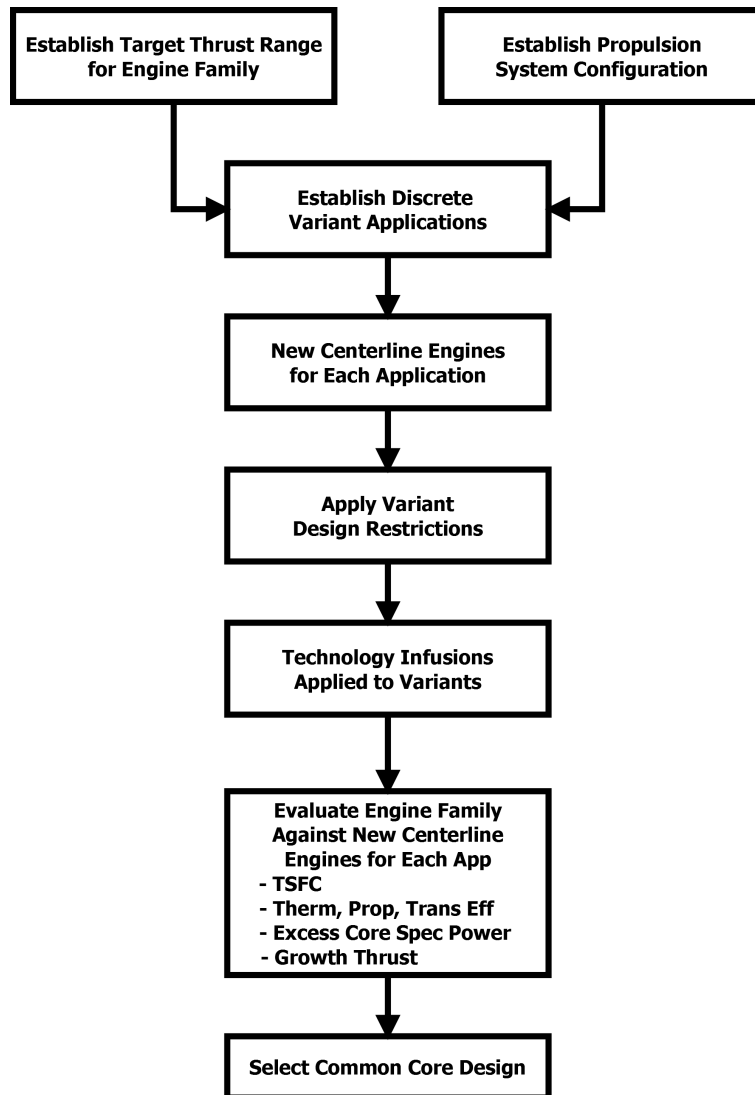 Establish Target Thrust Range
for Engine Family
Establish Propulsion
System Configuration
Establish Discrete
Variant Applications
New Centerline Engines
for Each Application
Apply Variant
Design Restrictions
Technology Infusions
Applied to Variants
Evaluate Engine Family
Against New Centerline
Engines for Each App
- TSFC
- Therm, Prop, Trans Eff
- Excess Core Spec Power
- Growth Thrust
Select Common Core Design